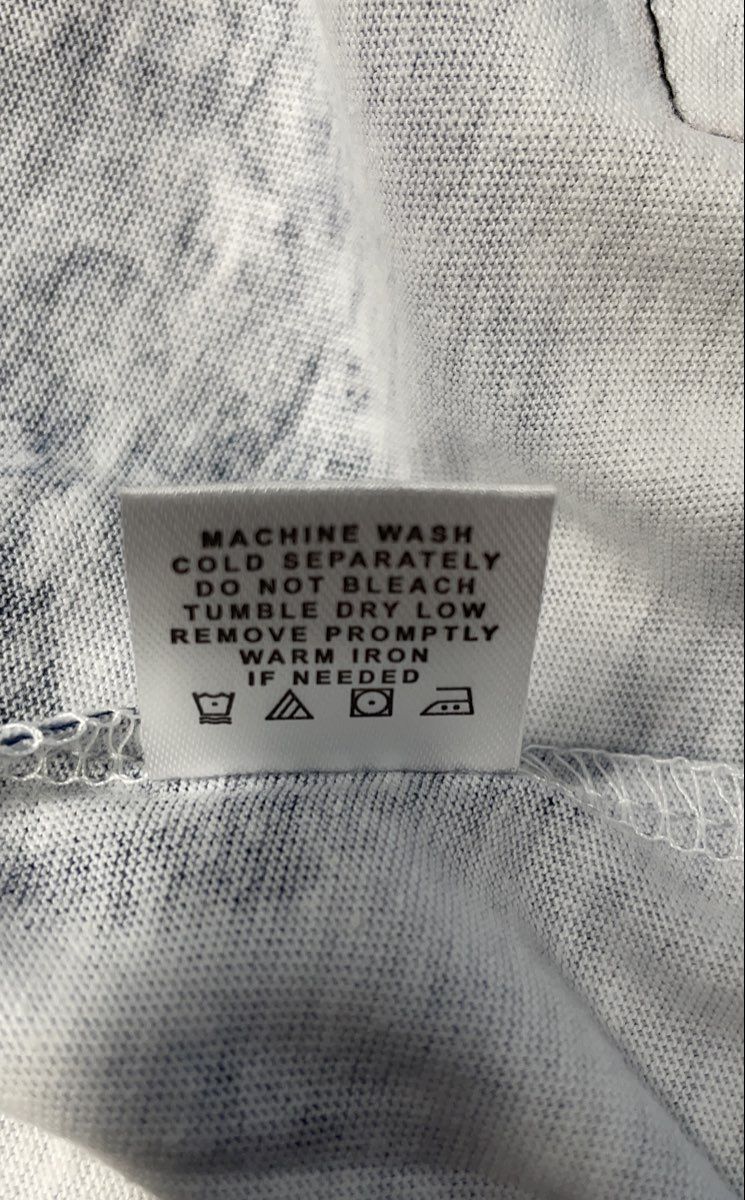 MACHINE WASH
COLD SEPARATELY
DO NOT BLEACH
TUMBLE DRY LOW
REMOVE PROMPTLY
WARM IRON
IF NEEDED